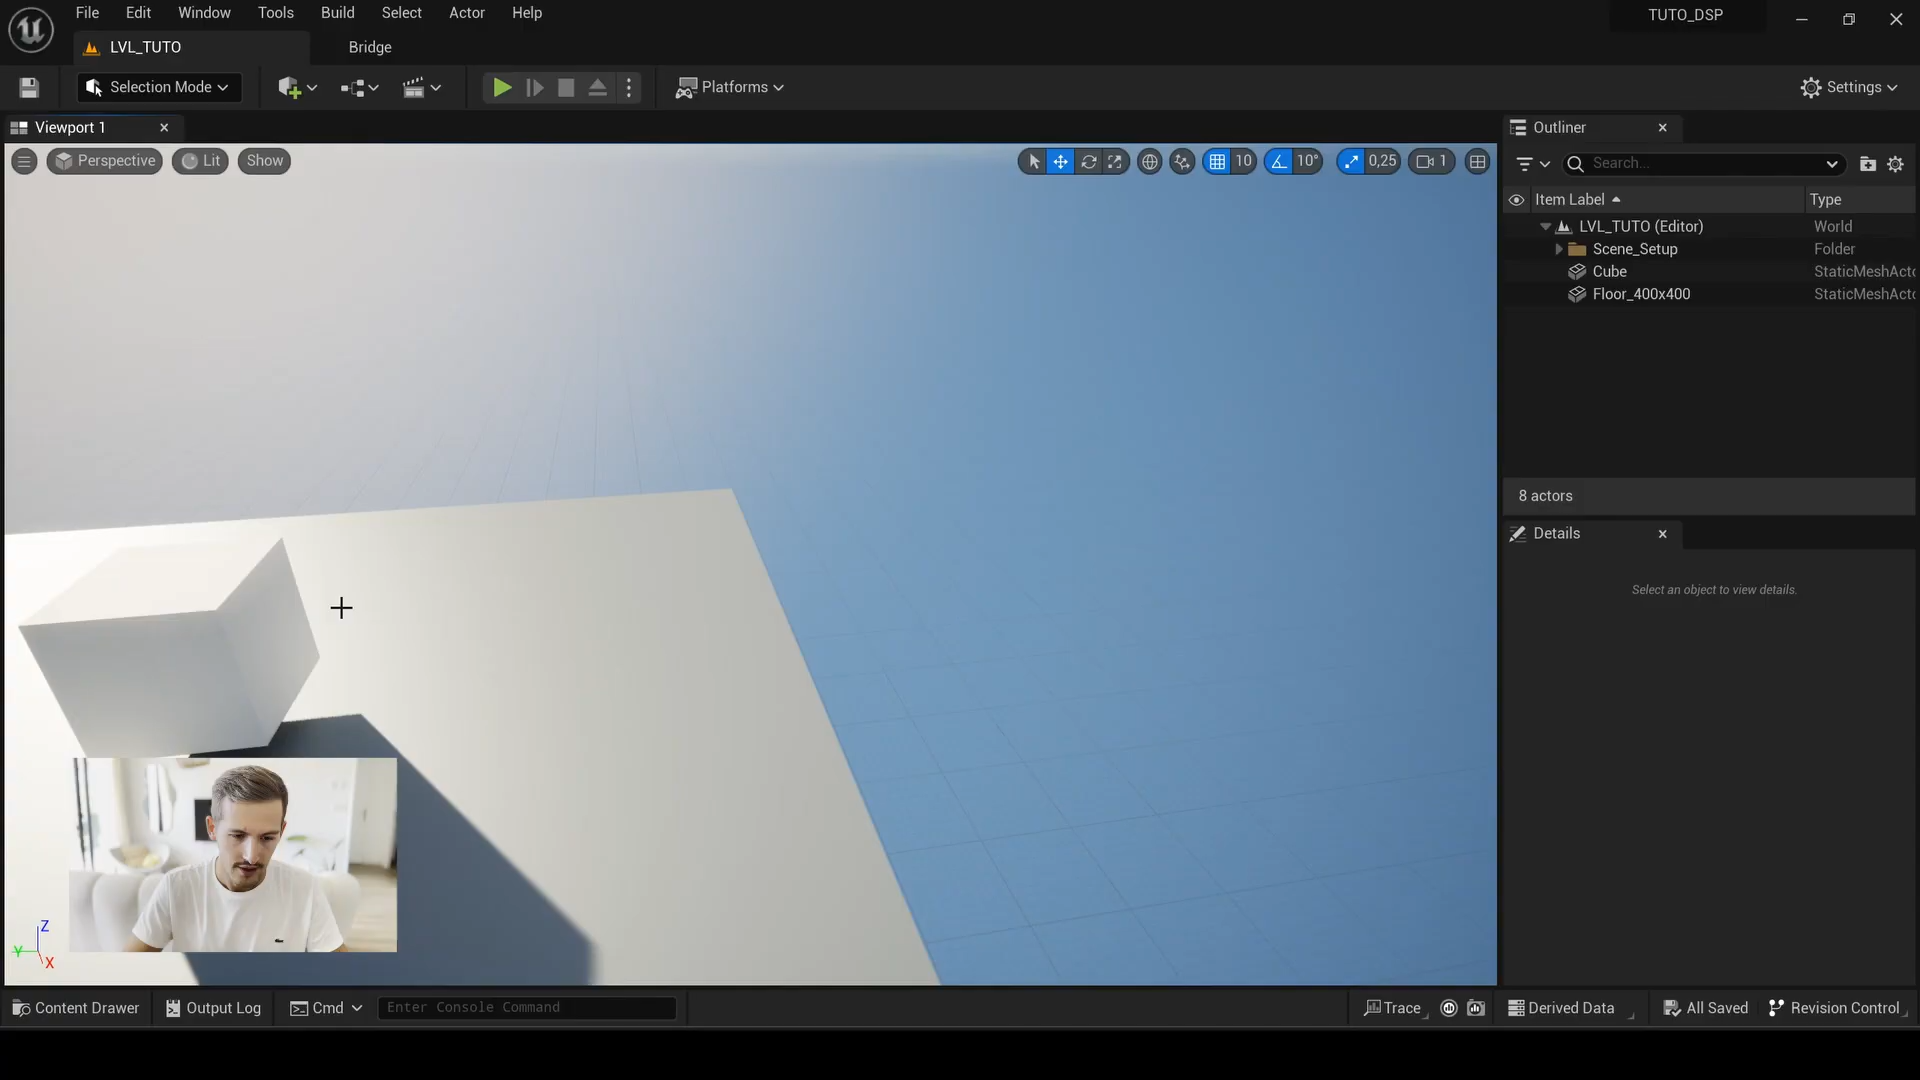 File Edit Window Tools Build Select Actor Help
TUTO_DSP
LVL_TUTO
Bridge
Selection Mode
Platforms
Settings
Viewport 1
Outliner
Perspective
Lit
Show
10
10°
0,25
1
Search...
Item Label
Type
LVL_TUTO (Editor)
World
Scene_Setup
Folder
Cube
StaticMeshActo
Floor_400x400
StaticMeshActo
8 actors
Details
Select an object to view details.
Z
Y
X
Content Drawer
Output Log
Cmd
Enter Console Command
Trace
Derived Data
All Saved
Revision Control